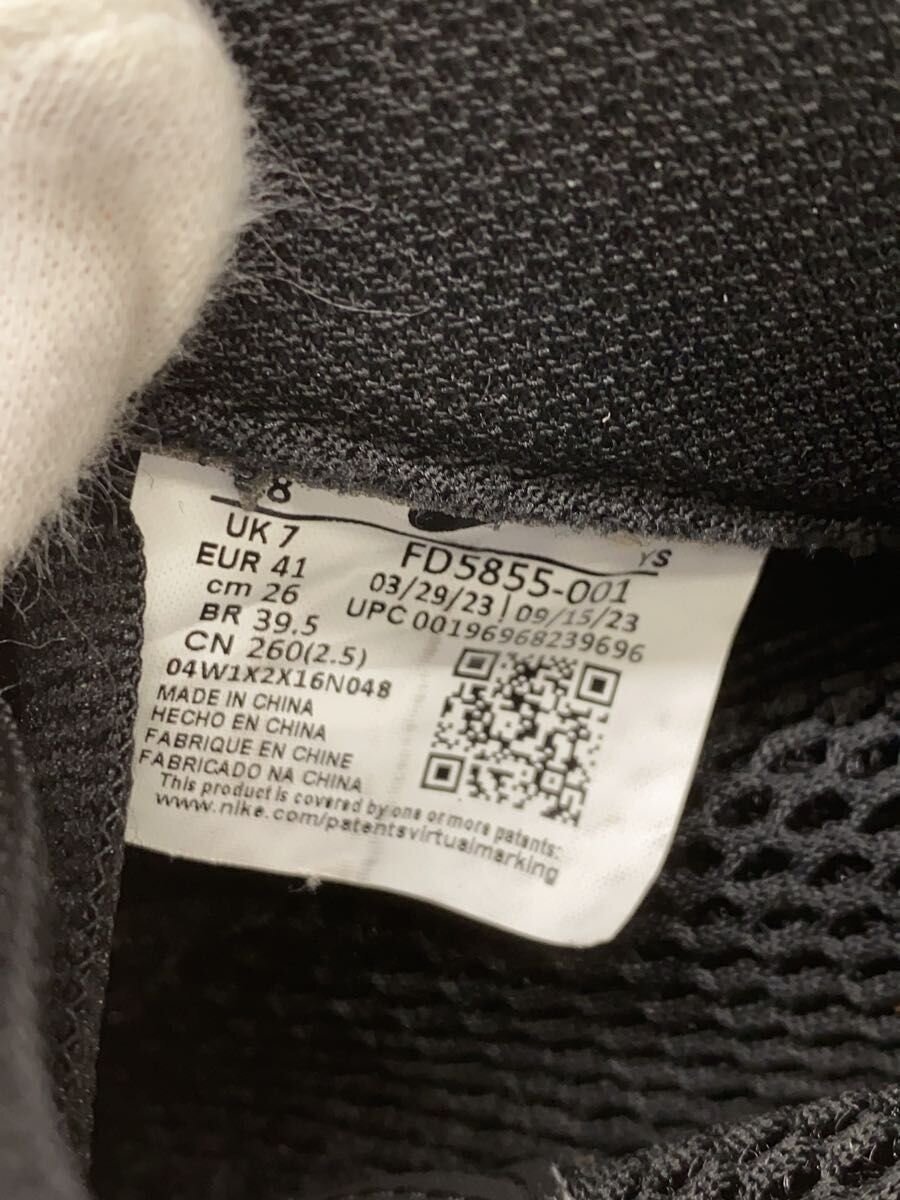 8
UK 7
EUR 41
cm 26
BR 39.5
CN 260(2.5)
04W1X2X16N048
MADE IN CHINA
HECHO EN CHINA
FABRIQUE EN CHINE
FABRICADO NA CHINA
This product is covered by one or more patents:
www.nike.com/patentsvirtualmarking
YS
FD5855-001
03/29/23 | 09/15/23
UPC 00196968239696